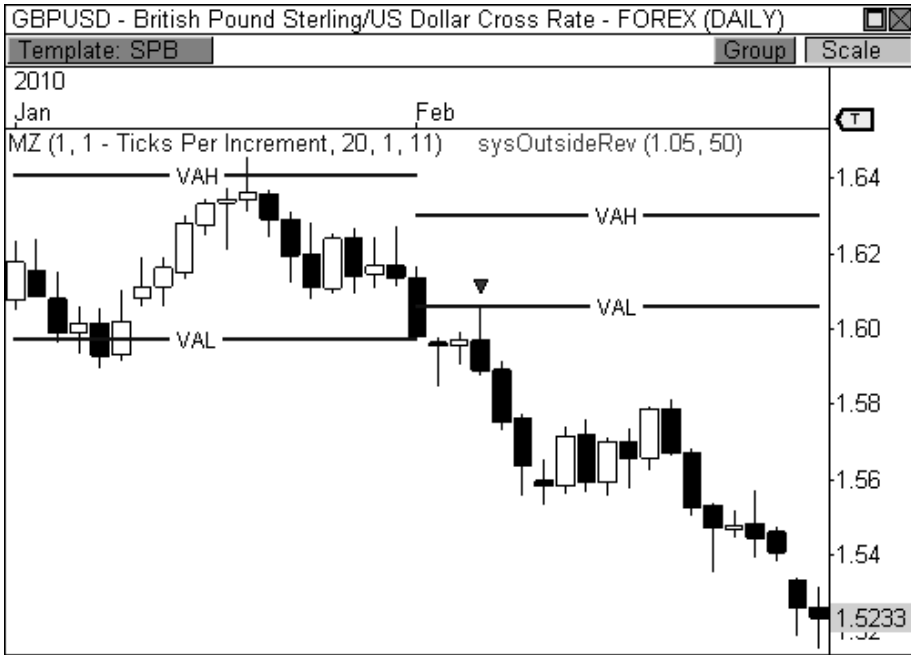 GBPUSD - British Pound Sterling/US Dollar Cross Rate - FOREX (DAILY)
Template: SPB Group Scale
2010
Jan Feb
T
MZ (1, 1 - Ticks Per Increment, 20, 1, 11) sysOutsideRev (1.05, 50)
VAH
1.64
VAH
1.62
VAL
1.60
VAL
1.58
1.56
1.54
1.5233
1.52